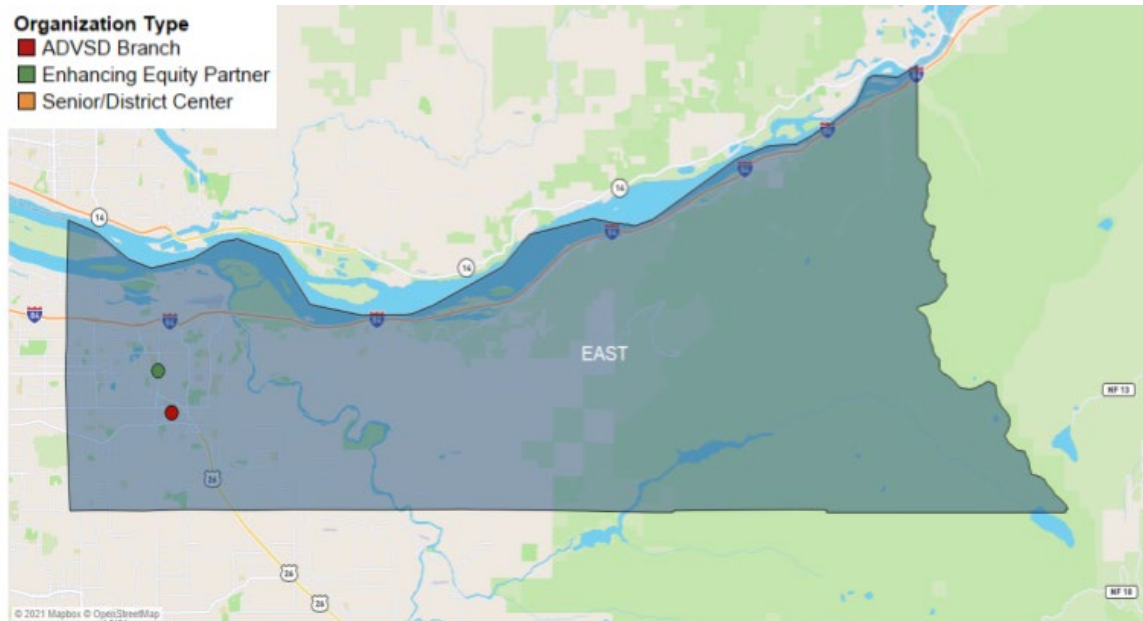 Organization Type
ADVSD Branch
Enhancing Equity Partner
Senior/District Center
84
84
14
84
14
84
14
84
84
84
EAST
NF 13
26
26
26
NF 18
© 2021 Mapbox © OpenStreetMap